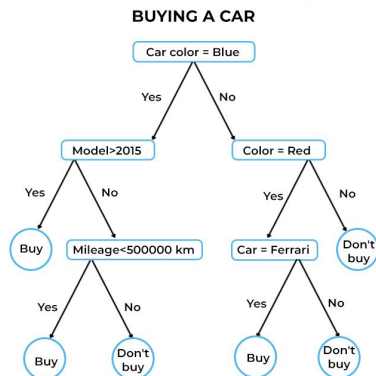 BUYING A CAR
Car color = Blue
Yes
No
Model>2015
Color = Red
Yes
No
Yes
No
Buy
Mileage<500000 km
Car = Ferrari
Don't
buy
Yes
No
Yes
No
Buy
Don't
buy
Buy
Don't
buy